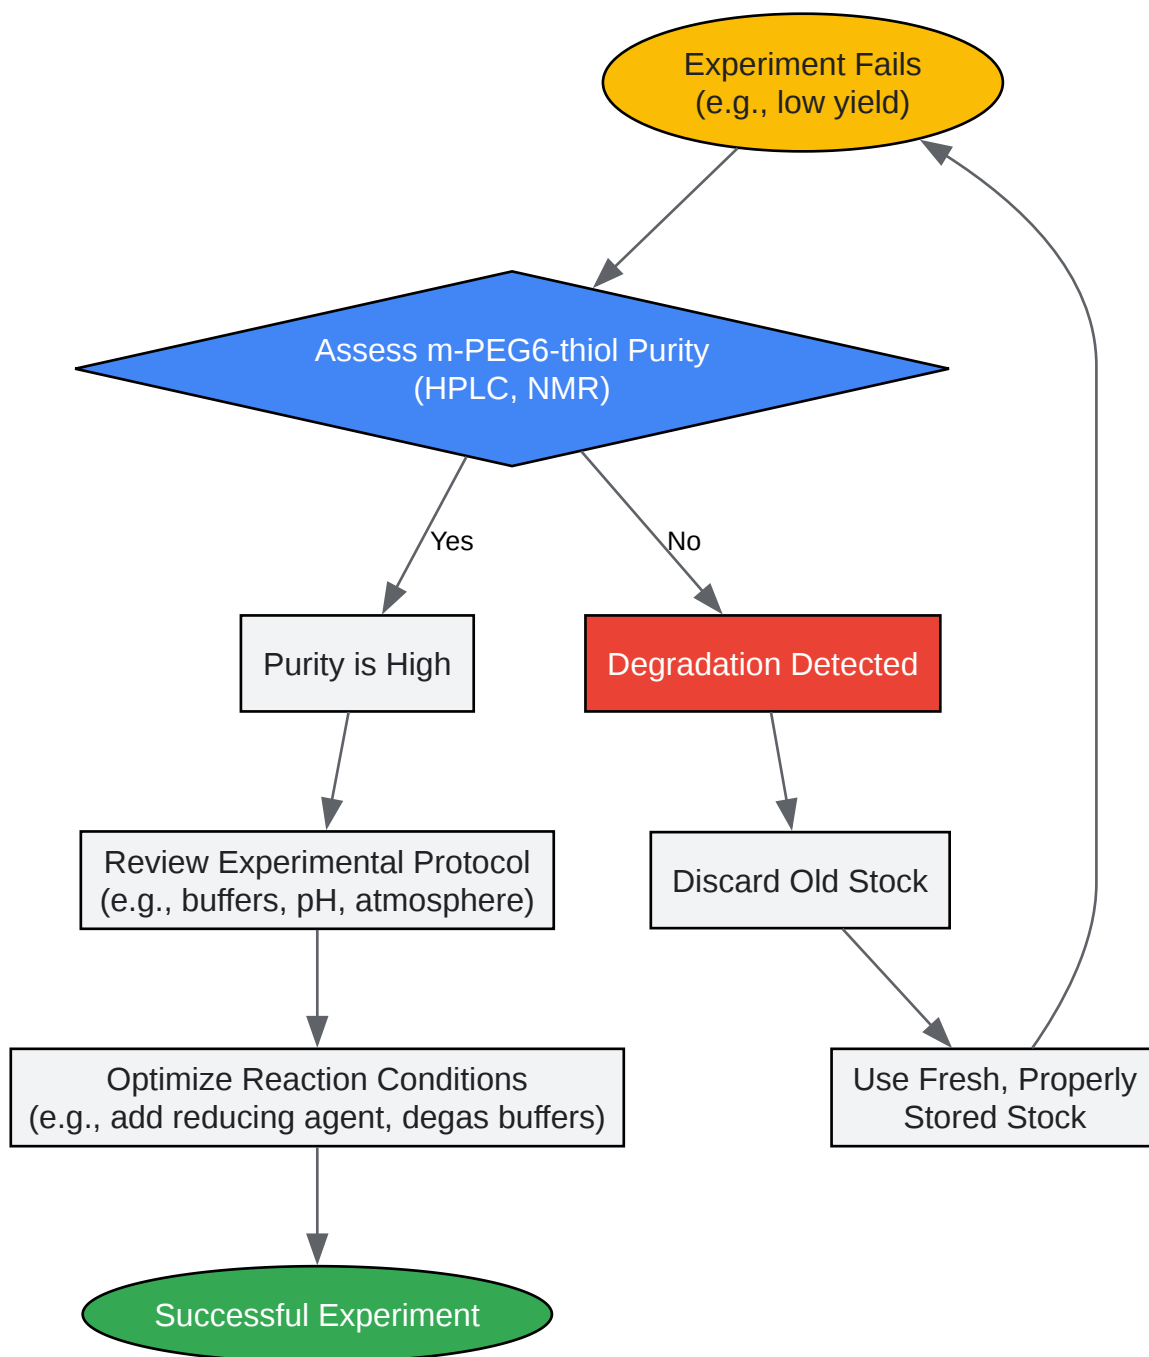 Experiment Fails
(e.g., low yield)
Assess m-PEG6-thiol Purity
(HPLC, NMR)
Yes
No
Purity is High
Degradation Detected
Review Experimental Protocol
(e.g., buffers, pH, atmosphere)
Discard Old Stock
Optimize Reaction Conditions
(e.g., add reducing agent, degas buffers)
Use Fresh, Properly
Stored Stock
Successful Experiment